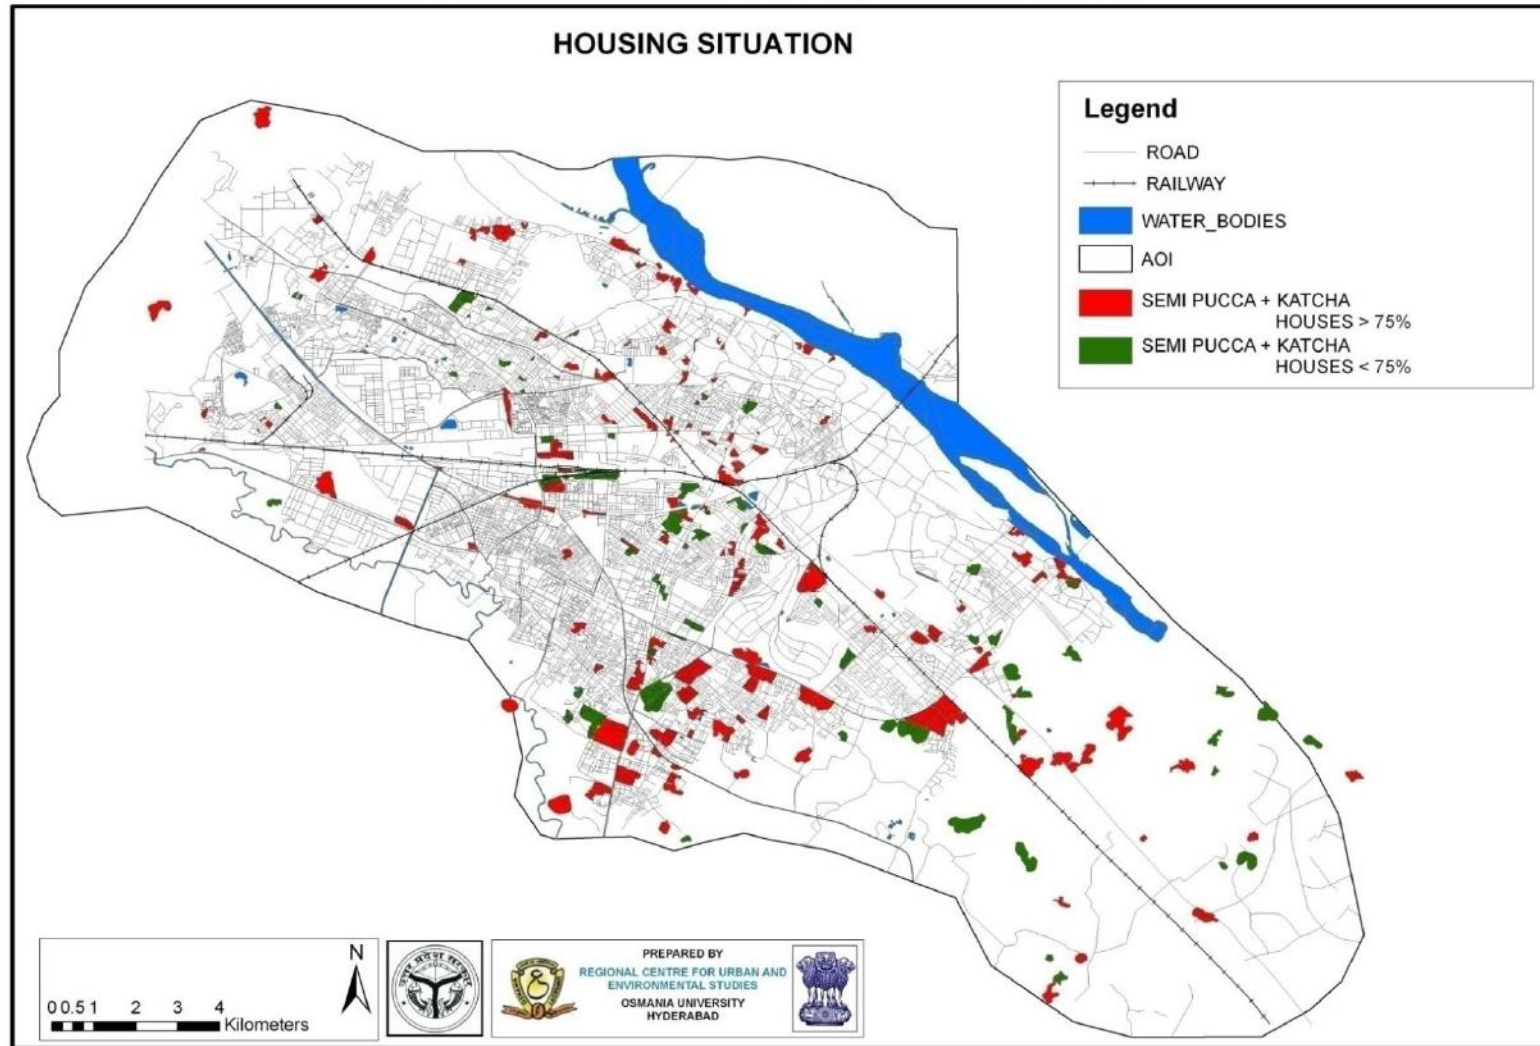 HOUSING SITUATION
Legend
ROAD
RAILWAY
WATER_BODIES
AOI
SEMI PUCCA + KATCHA
HOUSES > 75%
SEMI PUCCA + KATCHA
HOUSES < 75%
N
0 0.5 1 2 3 4
Kilometers
PREPARED BY
REGIONAL CENTRE FOR URBAN AND
ENVIRONMENTAL STUDIES
OSMANIA UNIVERSITY
HYDERABAD